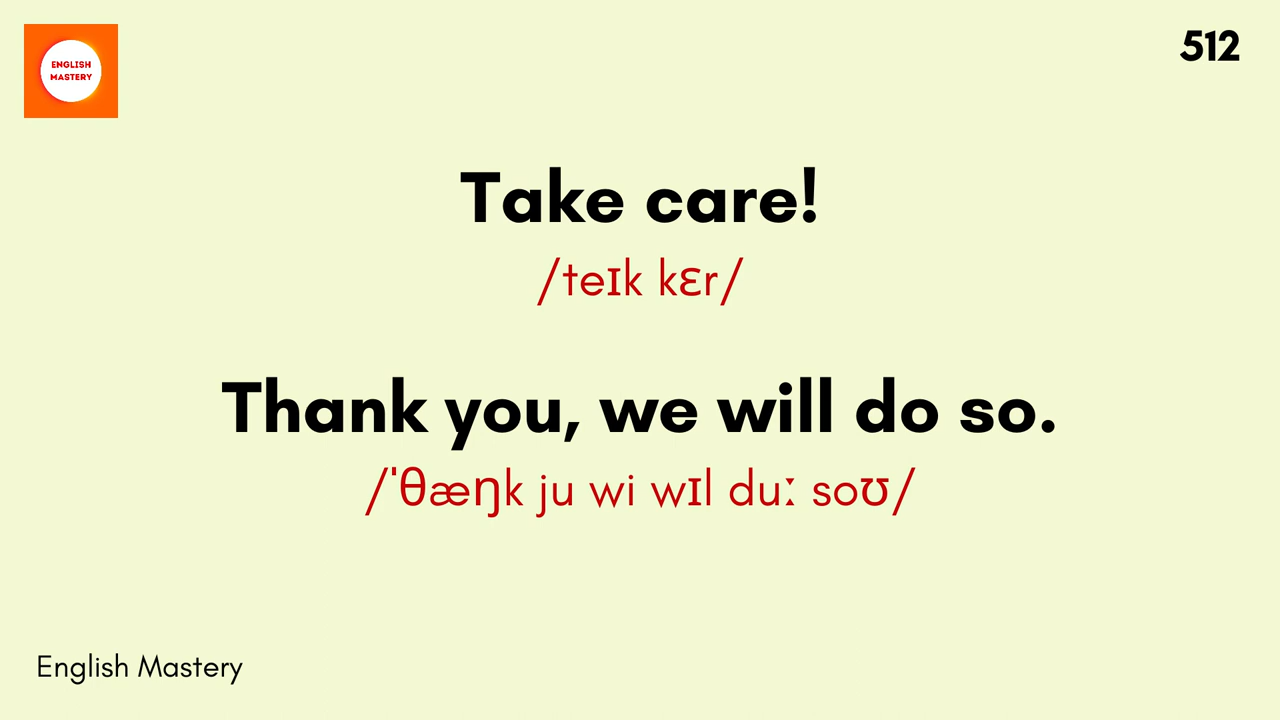 ENGLISH
MASTERY
512
Take care!
/teɪk kɛr/
Thank you, we will do so.
/ˈθæŋk ju wi wɪl duː soʊ/
English Mastery